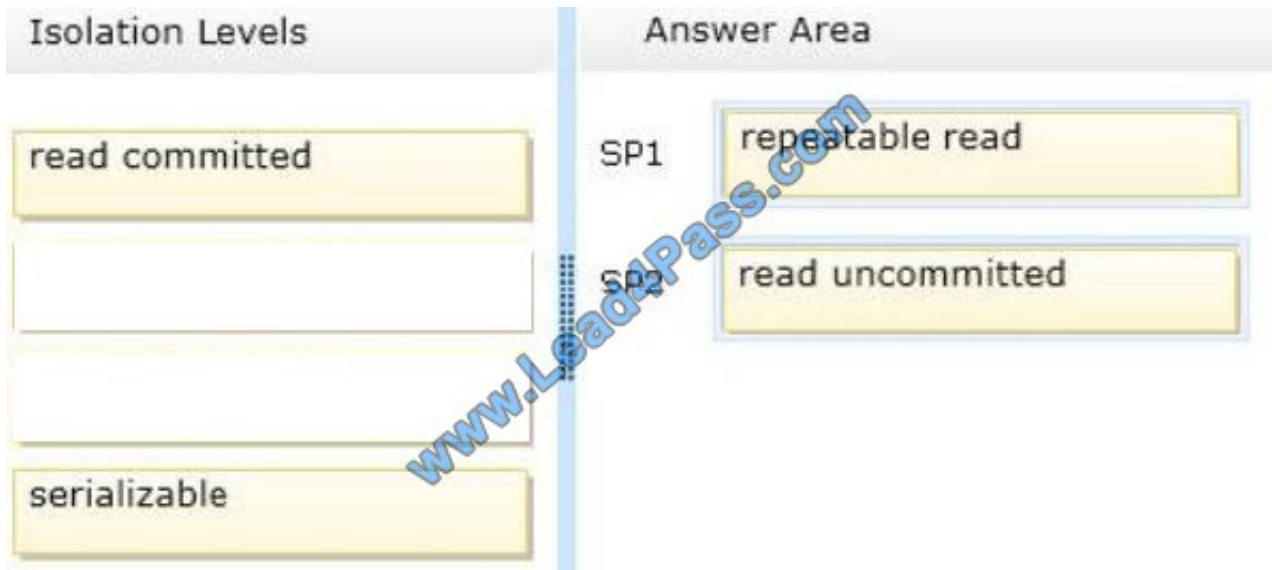 Isolation Levels
Answer Area
read committed
serializable
SP1
repeatable read
SP2
read uncommitted
www.Lead4Pass.com